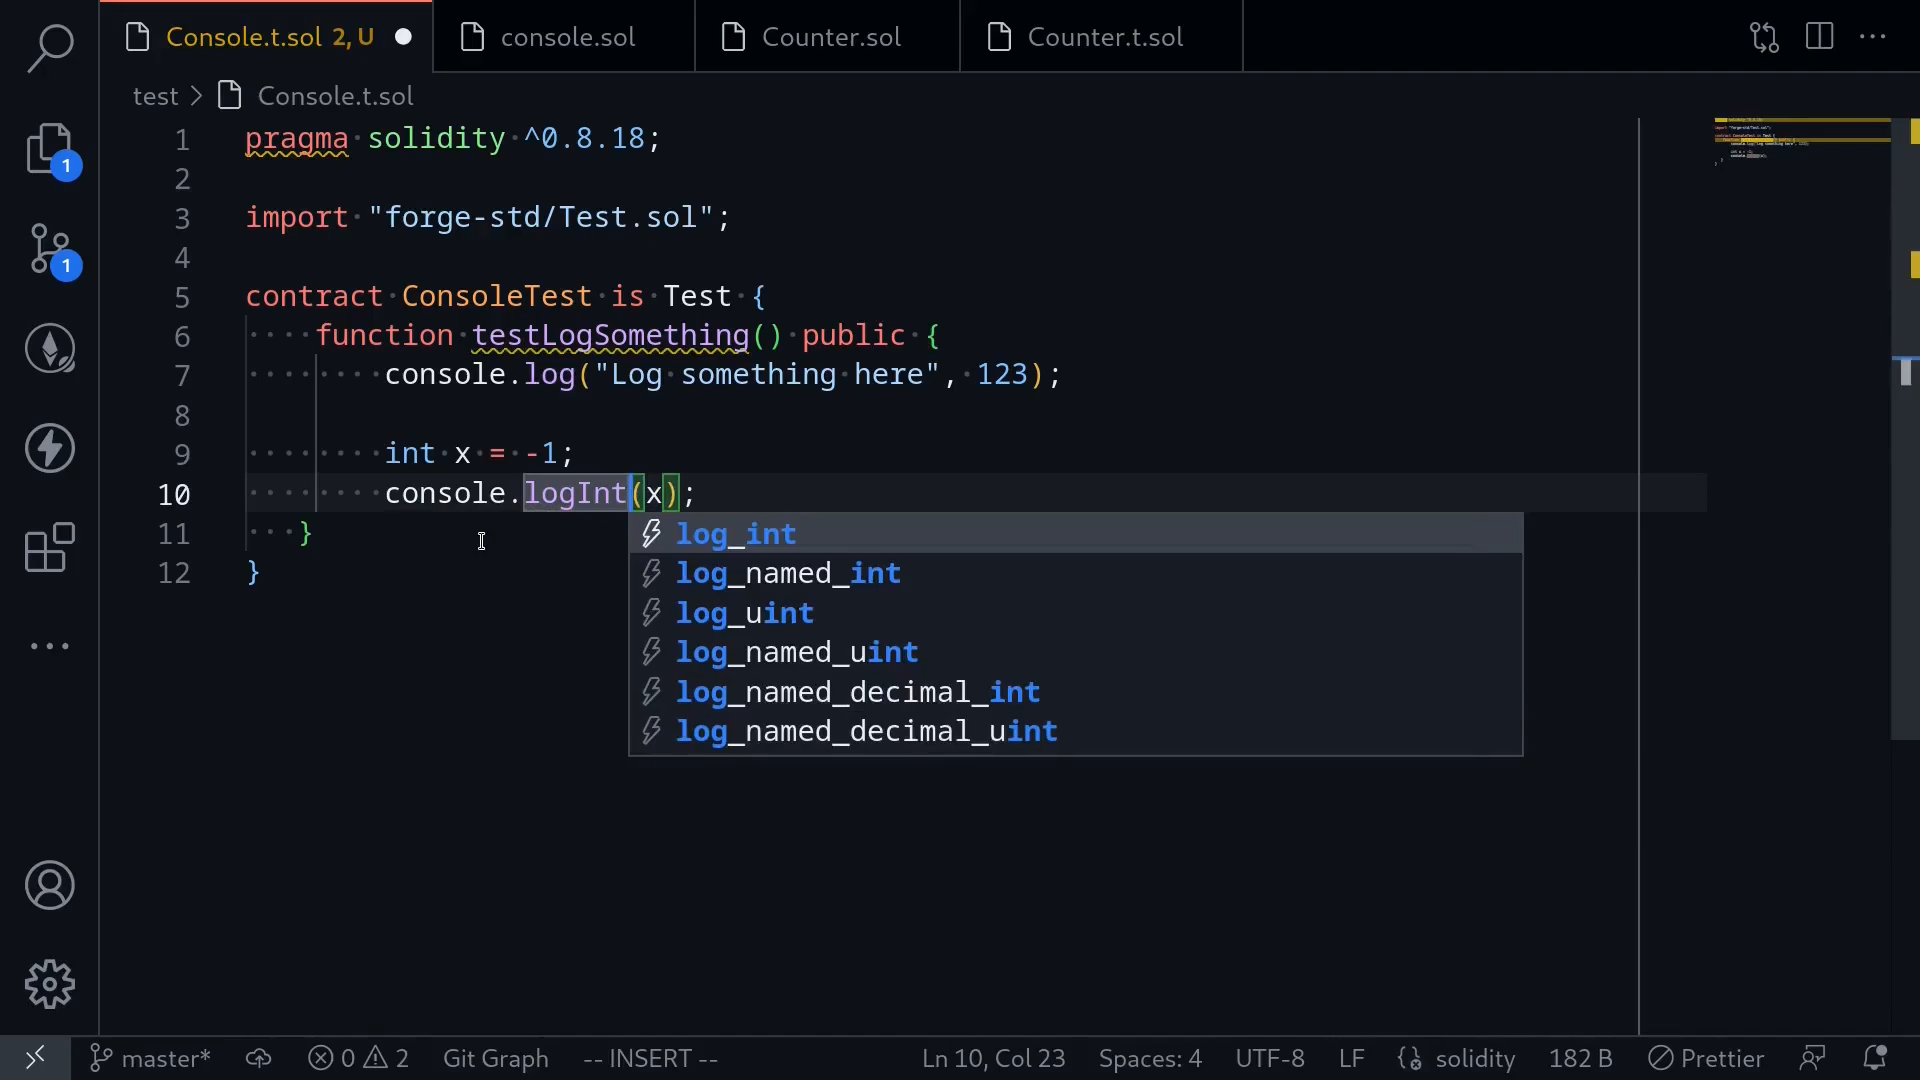 Console.t.sol 2, U
console.sol
Counter.sol
Counter.t.sol
test > Console.t.sol
1 pragma solidity ^0.8.18;
2
3 import "forge-std/Test.sol";
4
5 contract ConsoleTest is Test {
6 function testLogSomething() public {
7 console.log("Log something here", 123);
8
9 int x = -1;
10 console.logInt(x);
11 }
12 }
log_int
log_named_int
log_uint
log_named_uint
log_named_decimal_int
log_named_decimal_uint
1
1
master* 0 2 Git Graph -- INSERT -- Ln 10, Col 23 Spaces: 4 UTF-8 LF solidity 182 B Prettier